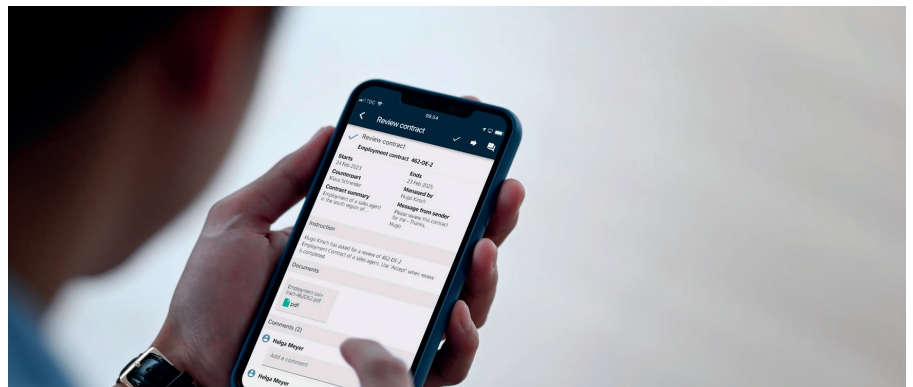 TDC
09.54
Review contract
Review contract
Employment contract 462-DE-2
Starts
24 Feb 2023
Ends
23 Feb 2025
Counterpart
Klaus Schneider
Managed by
Hugo Kirsch
Contract summary
Employment of a sales agent
in the south region of...
Message from sender
Please review this contract
for me - Thanks,
Hugo
Instruction
Hugo Kirsch has asked for a review of 462-DE-2
Employment Contract of a sales agent. Use 'Accept' when review
is completed.
Documents
Employment con-
tract-462DE2.pdf
pdf
Comments (2)
Helga Meyer
Add a comment
Helga Meyer